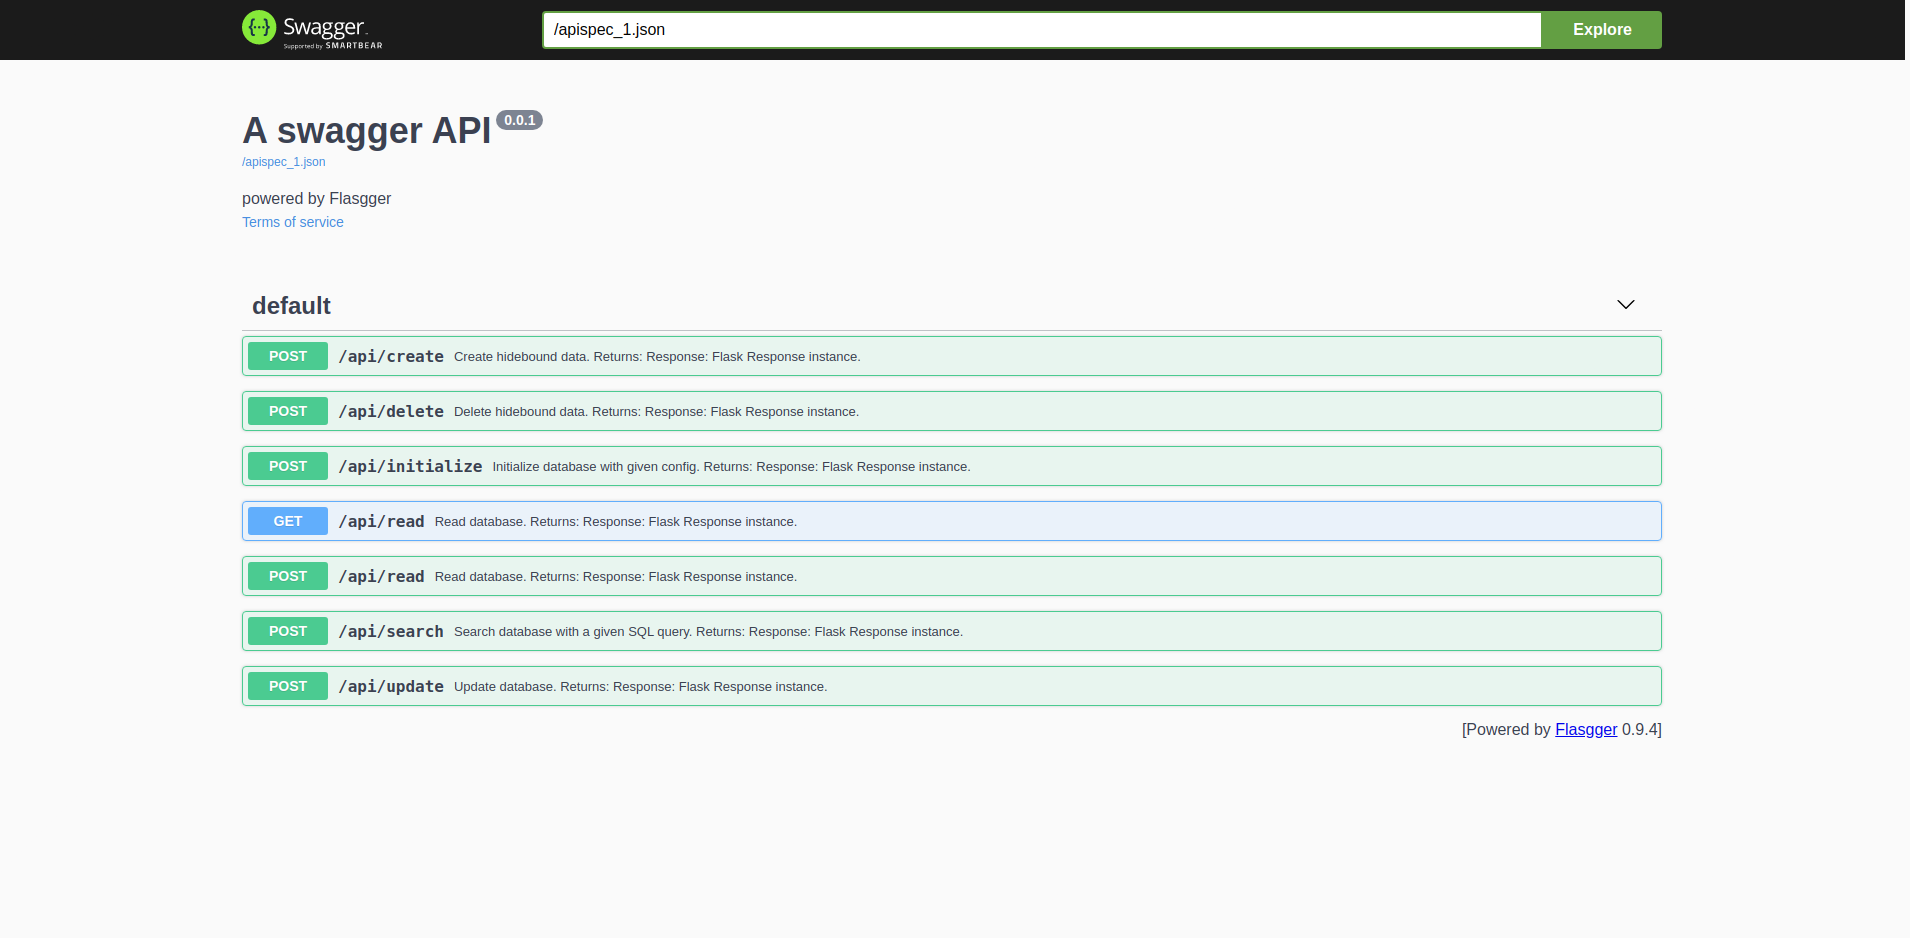 Swagger
Supported by SMARTBEAR
/apispec_1.json
Explore
A swagger API 0.0.1
/apispec_1.json
powered by Flasgger
Terms of service
default
POST /api/create Create hidebound data. Returns: Response: Flask Response instance.
POST /api/delete Delete hidebound data. Returns: Response: Flask Response instance.
POST /api/initialize Initialize database with given config. Returns: Response: Flask Response instance.
GET /api/read Read database. Returns: Response: Flask Response instance.
POST /api/read Read database. Returns: Response: Flask Response instance.
POST /api/search Search database with a given SQL query. Returns: Response: Flask Response instance.
POST /api/update Update database. Returns: Response: Flask Response instance.
[Powered by Flasgger 0.9.4]